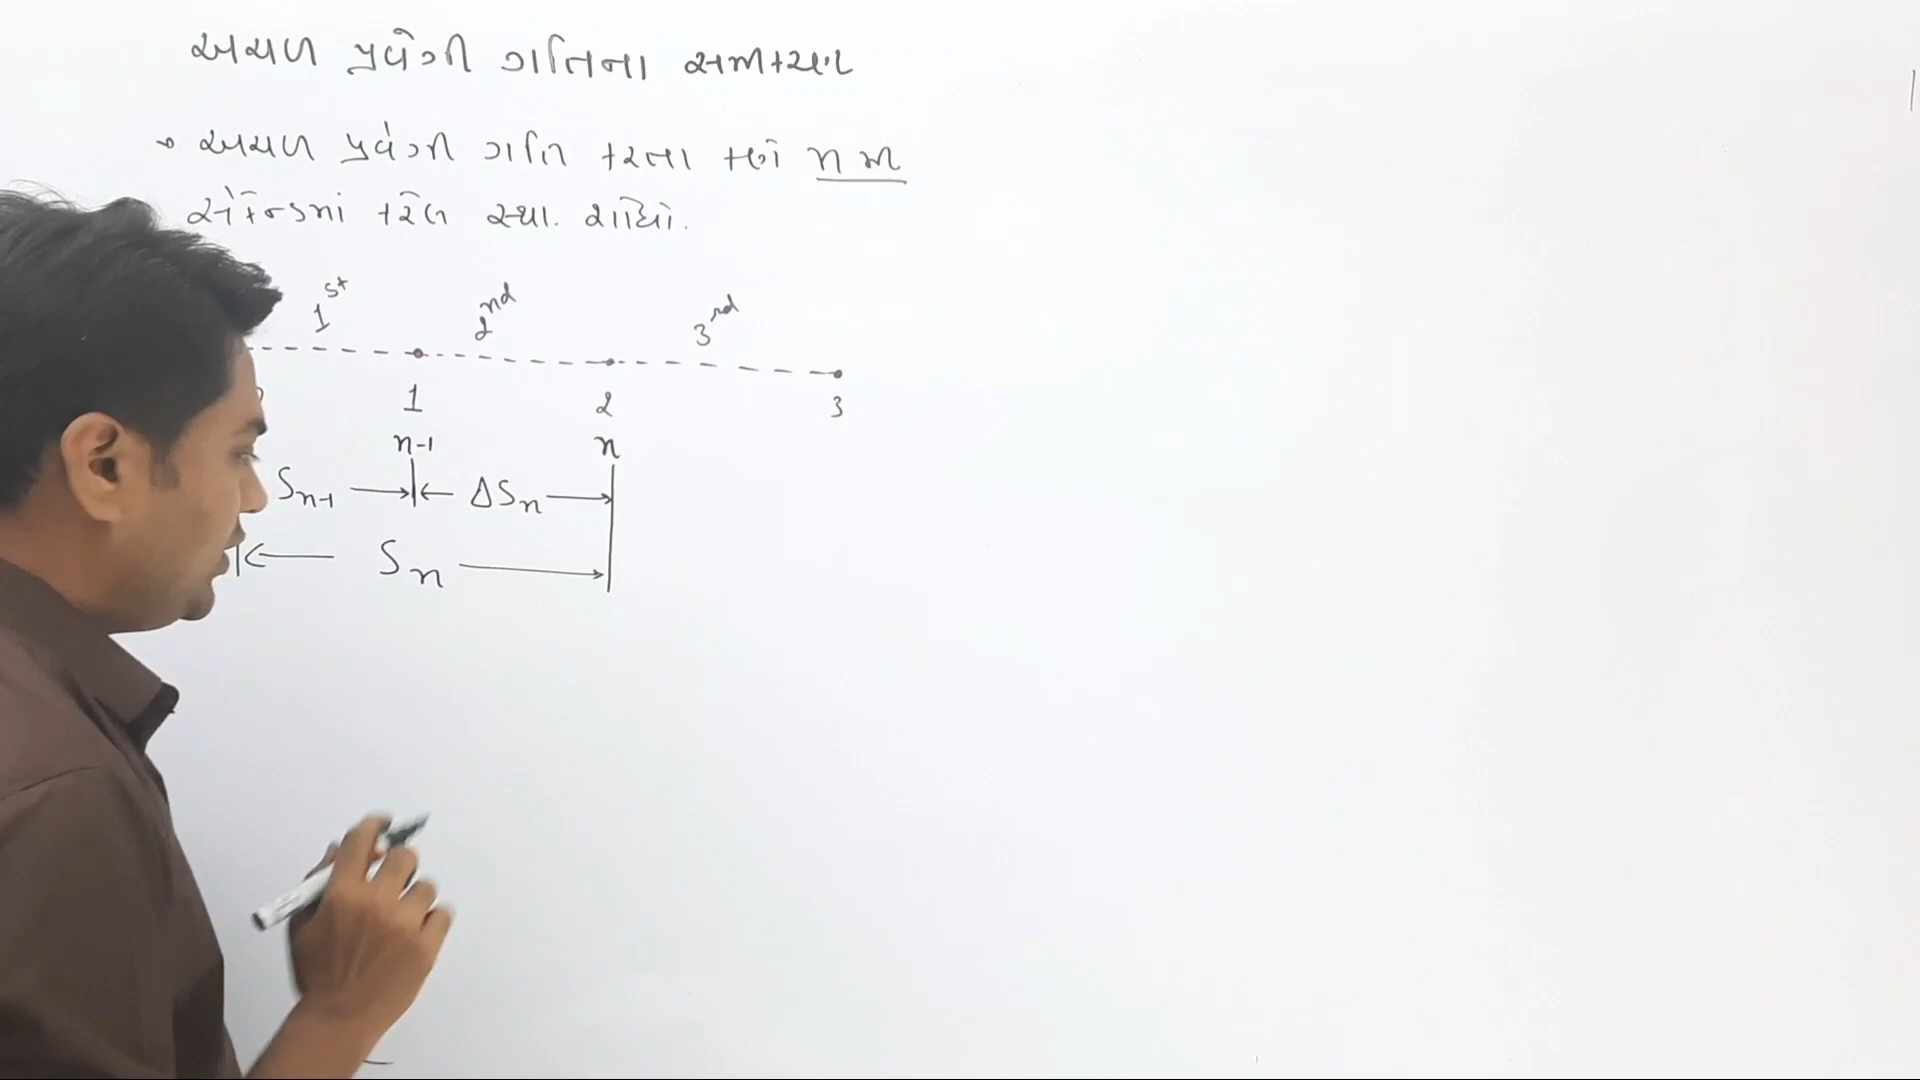 અચળ પ્રવેગી ગતિના સમીકરણ
અચળ પ્રવેગી ગતિ કરતા કણે n માં
સેકન્ડમાં કરેલ સ્થા. શોધો.
1st 2nd 3rd
1 2 3
n-1 n
Sn-1 ΔSn
Sn